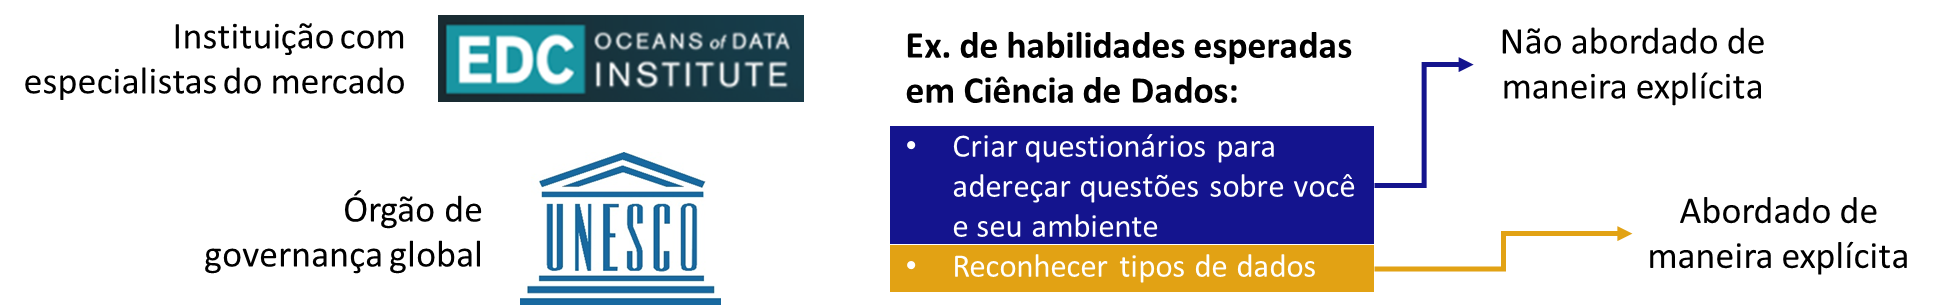 Instituição com
especialistas do mercado
EDC
OCEANS of DATA
INSTITUTE
Órgão de
governança global
UNESCO
Ex. de habilidades esperadas
em Ciência de Dados:
• Criar questionários para
adereçar questões sobre você
e seu ambiente
• Reconhecer tipos de dados
Não abordado de
maneira explícita
Abordado de
maneira explícita